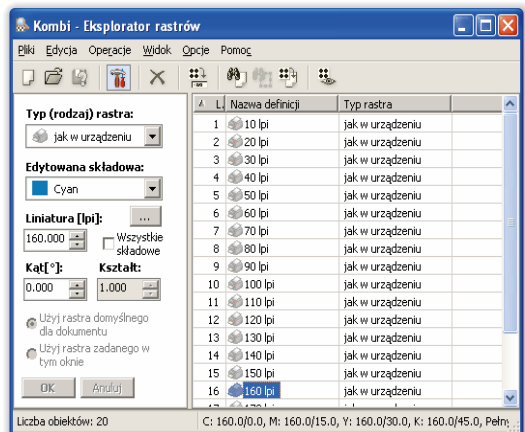 Kombi - Eksplorator rastrów
Pliki Edycja Operacje Widok Opcje Pomoc
Typ (rodzaj) rastra:
jak w urządzeniu
Edytowana składowa:
Cyan
Liniatura [lpi]:
...
160.000
Wszystkie
składowe
Kąt[°]: Kształt:
0.000 1.000
Użyj rastra domyślnego
dla dokumentu
Użyj rastra zadanego w
tym oknie
OK Anuluj
L. Nazwa definicji Typ rastra
1 10 lpi jak w urządzeniu
2 20 lpi jak w urządzeniu
3 30 lpi jak w urządzeniu
4 40 lpi jak w urządzeniu
5 50 lpi jak w urządzeniu
6 60 lpi jak w urządzeniu
7 70 lpi jak w urządzeniu
8 80 lpi jak w urządzeniu
9 90 lpi jak w urządzeniu
10 100 lpi jak w urządzeniu
11 110 lpi jak w urządzeniu
12 120 lpi jak w urządzeniu
13 130 lpi jak w urządzeniu
14 140 lpi jak w urządzeniu
15 150 lpi jak w urządzeniu
16 160 lpi jak w urządzeniu
Liczba obiektów: 20 C: 160.0/0.0, M: 160.0/15.0, Y: 160.0/30.0, K: 160.0/45.0, Pełny